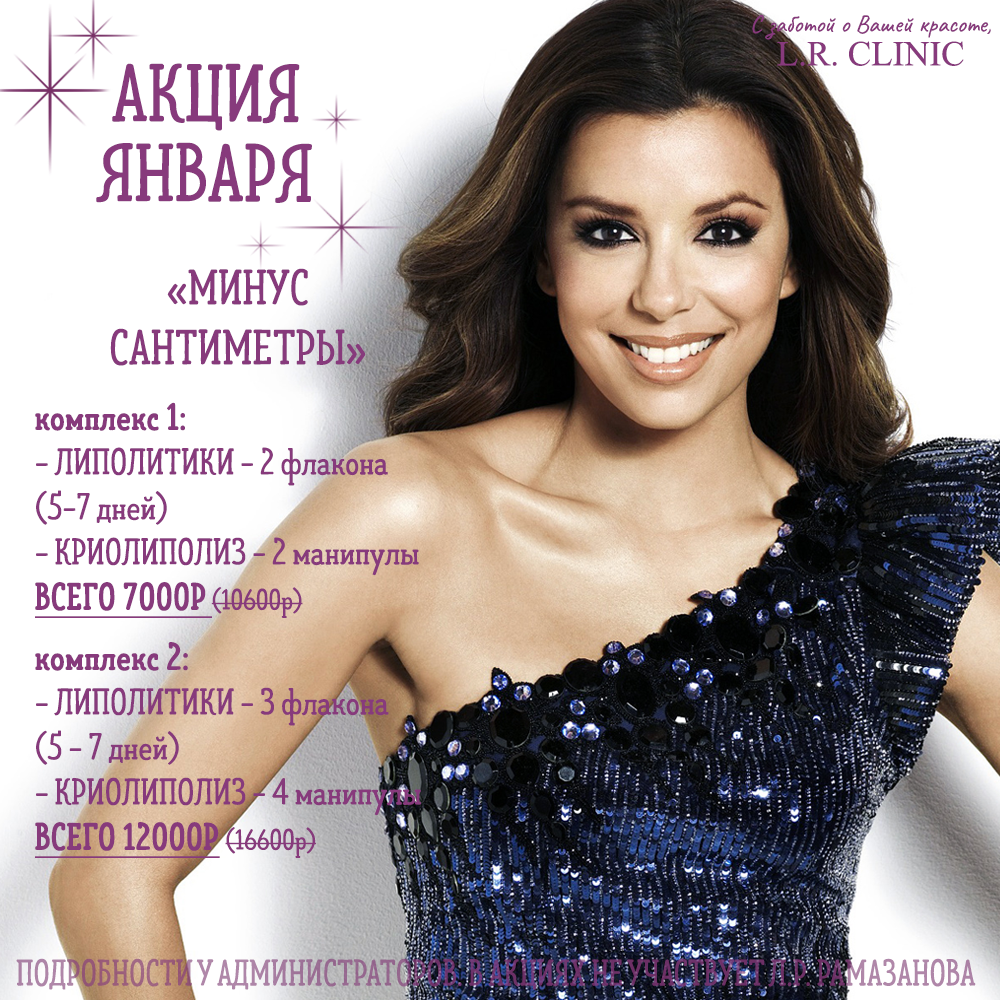 С заботой о Вашей красоте,
L.R. CLINIC
АКЦИЯ
ЯНВАРЯ
«МИНУС
САНТИМЕТРЫ»
комплекс 1:
- ЛИПОЛИТИКИ - 2 флакона
(5-7 дней)
- КРИОЛИПОЛИЗ - 2 манипулы
ВСЕГО 7000Р (10600р)
комплекс 2:
- ЛИПОЛИТИКИ - 3 флакона
(5 - 7 дней)
- КРИОЛИПОЛИЗ - 4 манипулы
ВСЕГО 12000Р (16600р)
ПОДРОБНОСТИ У АДМИНИСТРАТОРОВ. В АКЦИЯХ НЕ УЧАСТВУЕТ Л.Р. РАМАЗАНОВА